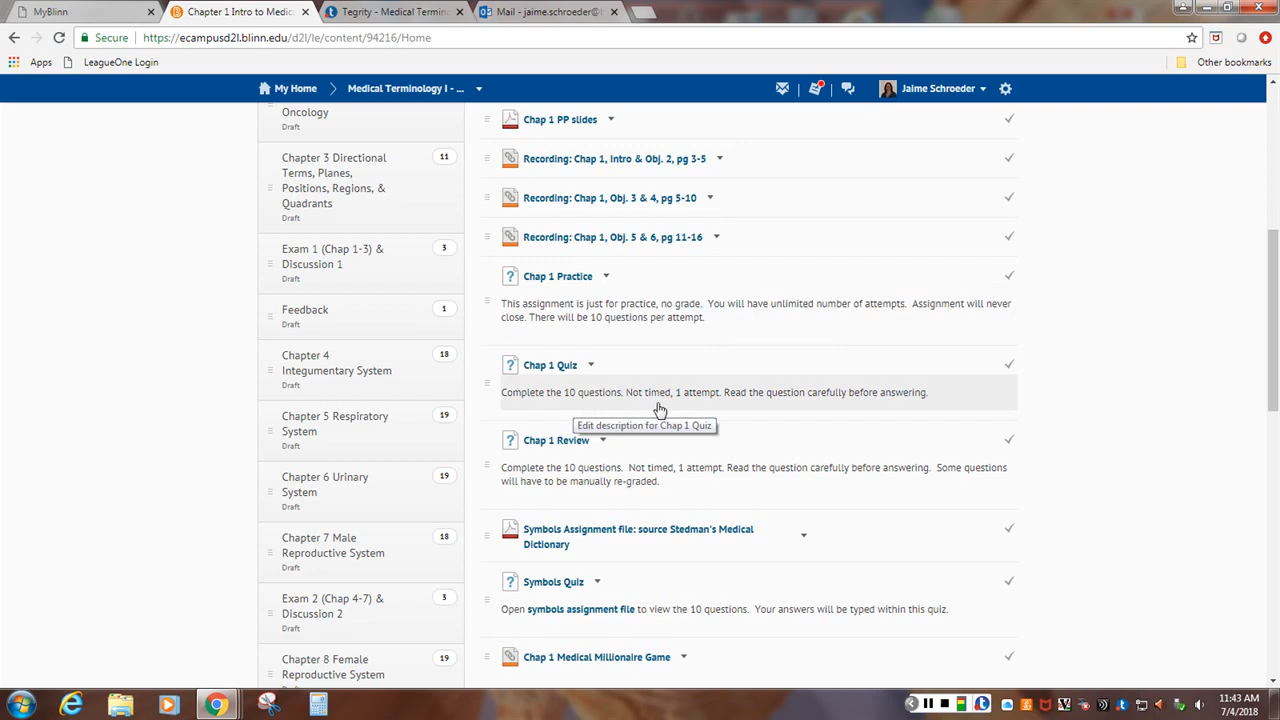 MyBlinn
Chapter 1 Intro to Medica
Tegrity - Medical Termin
Mail - jaime.schroeder@
Secure
https://ecampusd2l.blinn.edu/d2l/le/content/94216/Home
Apps
LeagueOne Login
Other bookmarks
My Home
Medical Terminology I - ...
Jaime Schroeder
Oncology
Draft
Chapter 3 Directional
Terms, Planes,
Positions, Regions, &
Quadrants
Draft
11
Exam 1 (Chap 1-3) &
Discussion 1
Draft
3
Feedback
Draft
1
Chapter 4
Integumentary System
Draft
18
Chapter 5 Respiratory
System
Draft
19
Chapter 6 Urinary
System
Draft
19
Chapter 7 Male
Reproductive System
Draft
18
Exam 2 (Chap 4-7) &
Discussion 2
Draft
3
Chapter 8 Female
Reproductive System
Draft
19
Chap 1 PP slides
Recording: Chap 1, Intro & Obj. 2, pg 3-5
Recording: Chap 1, Obj. 3 & 4, pg 5-10
Recording: Chap 1, Obj. 5 & 6, pg 11-16
Chap 1 Practice
This assignment is just for practice, no grade. You will have unlimited number of attempts. Assignment will never
close. There will be 10 questions per attempt.
Chap 1 Quiz
Complete the 10 questions. Not timed, 1 attempt. Read the question carefully before answering.
Edit description for Chap 1 Quiz
Chap 1 Review
Complete the 10 questions. Not timed, 1 attempt. Read the question carefully before answering. Some questions
will have to be manually re-graded.
Symbols Assignment file: source Stedman's Medical
Dictionary
Symbols Quiz
Open symbols assignment file to view the 10 questions. Your answers will be typed within this quiz.
Chap 1 Medical Millionaire Game
11:43 AM
7/4/2018